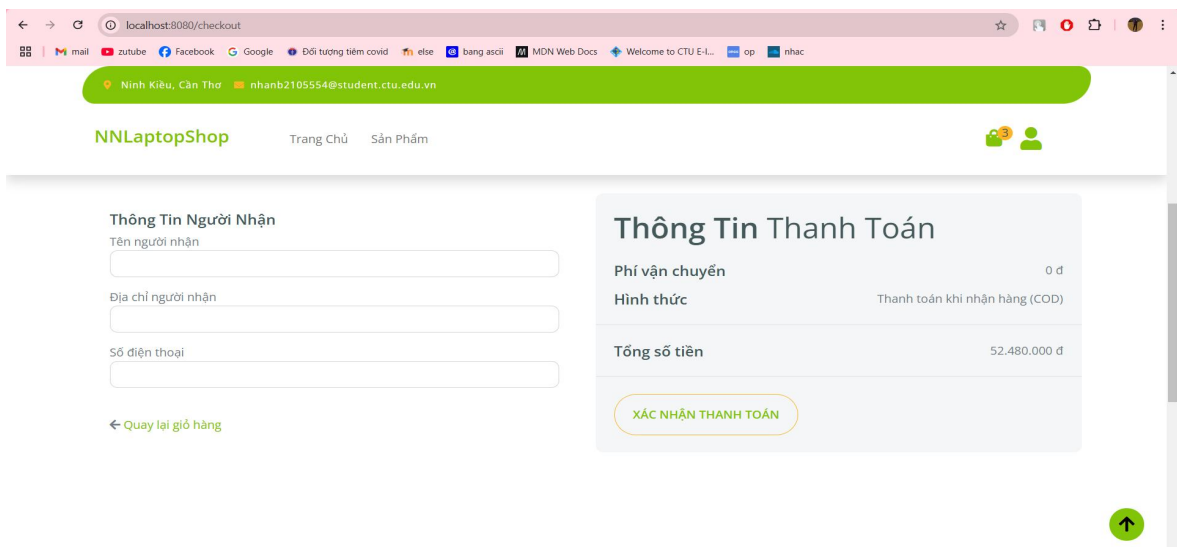 localhost:8080/checkout
mail zutube Facebook Google Đối tượng tiêm covid else bang ascii MDN Web Docs Welcome to CTU E-l... op nhac
Ninh Kiều, Cần Thơ nhanb2105554@student.ctu.edu.vn
NNLaptopShop Trang Chủ Sản Phẩm 3
Thông Tin Người Nhận
Tên người nhận
Địa chỉ người nhận
Số điện thoại
Quay lại giỏ hàng
Thông Tin Thanh Toán
Phí vận chuyển 0 đ
Hình thức Thanh toán khi nhận hàng (COD)
Tổng số tiền 52.480.000 đ
XÁC NHẬN THANH TOÁN